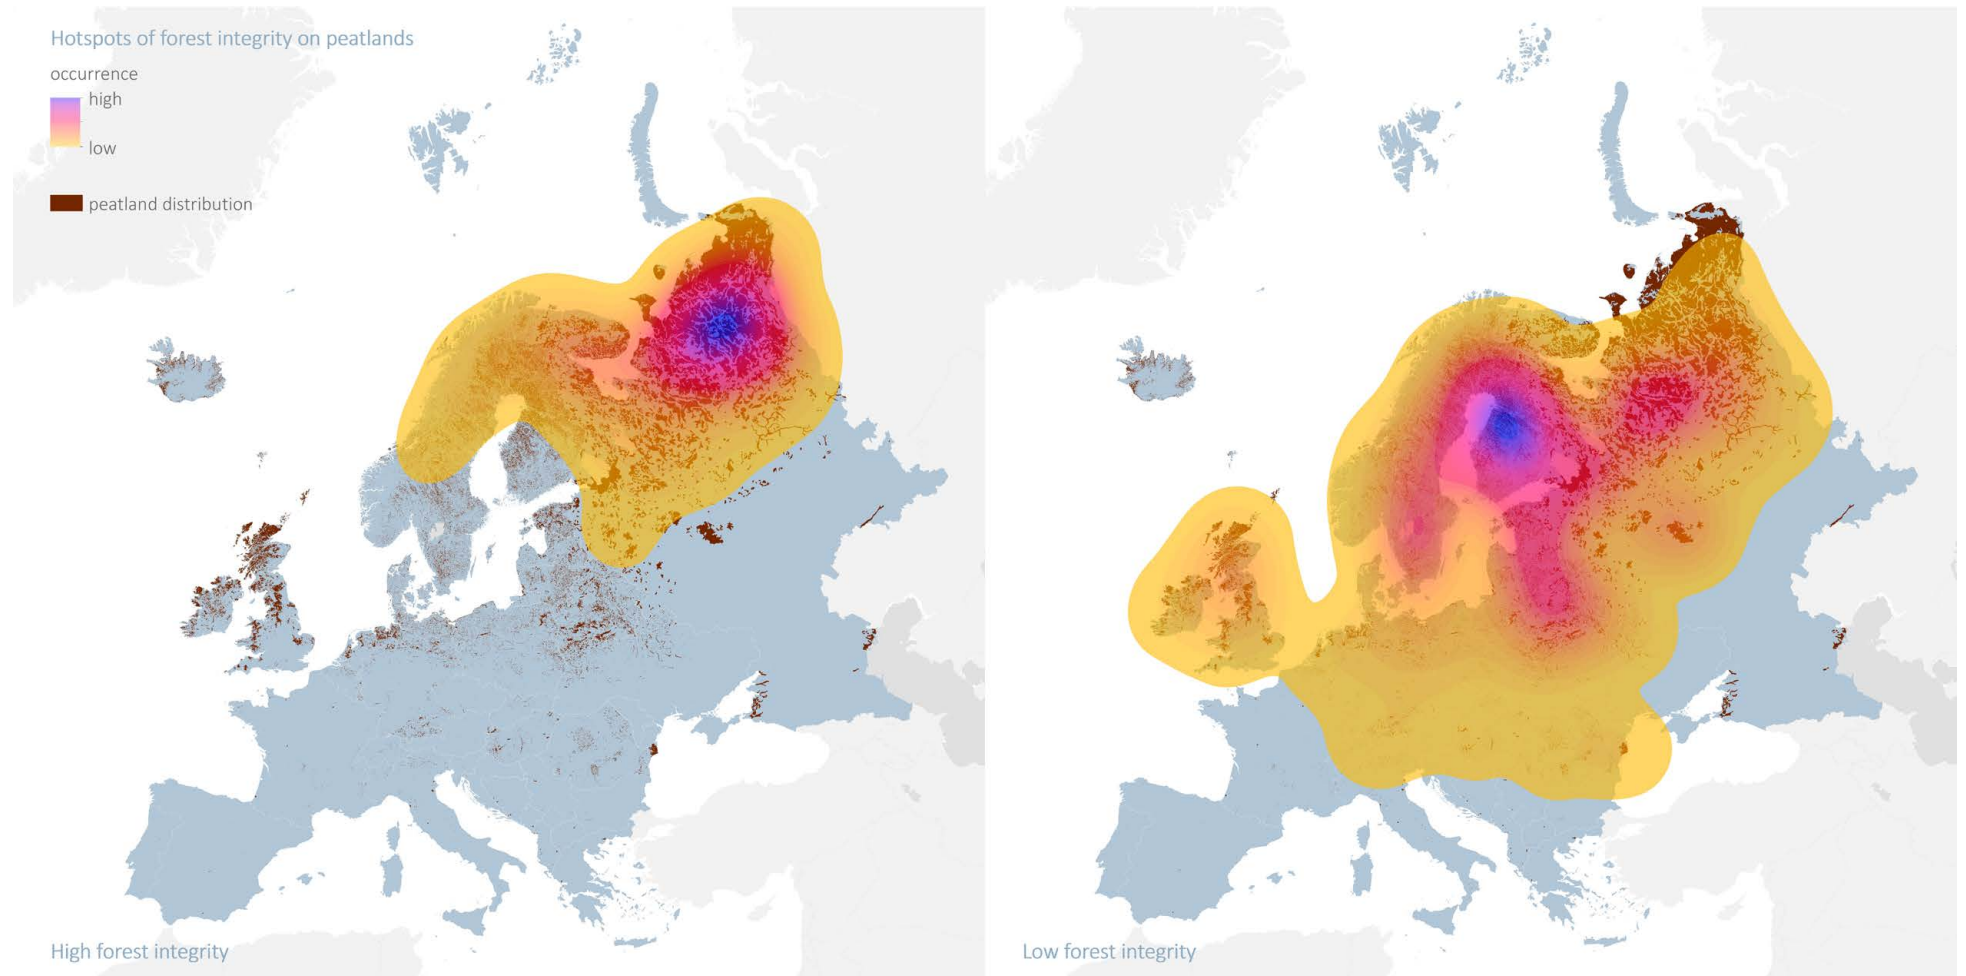 Hotspots of forest integrity on peatlands
occurrence
high
low
peatland distribution
High forest integrity
Low forest integrity